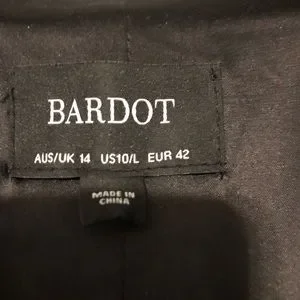 BARDOT
AUS/UK 14 US10/L EUR 42
MADE IN
CHINA